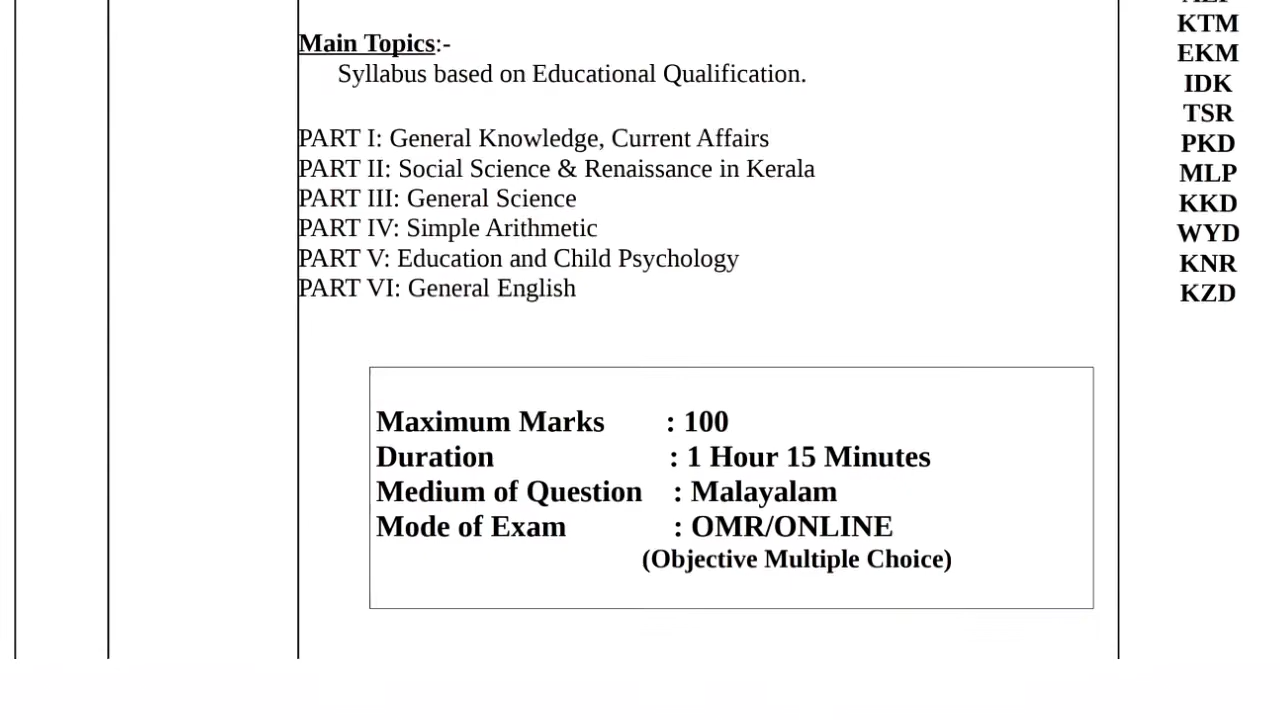 Main Topics:-
Syllabus based on Educational Qualification.
PART I: General Knowledge, Current Affairs
PART II: Social Science & Renaissance in Kerala
PART III: General Science
PART IV: Simple Arithmetic
PART V: Education and Child Psychology
PART VI: General English
Maximum Marks : 100
Duration : 1 Hour 15 Minutes
Medium of Question : Malayalam
Mode of Exam : OMR/ONLINE
(Objective Multiple Choice)
KTM
EKM
IDK
TSR
PKD
MLP
KKD
WYD
KNR
KZD